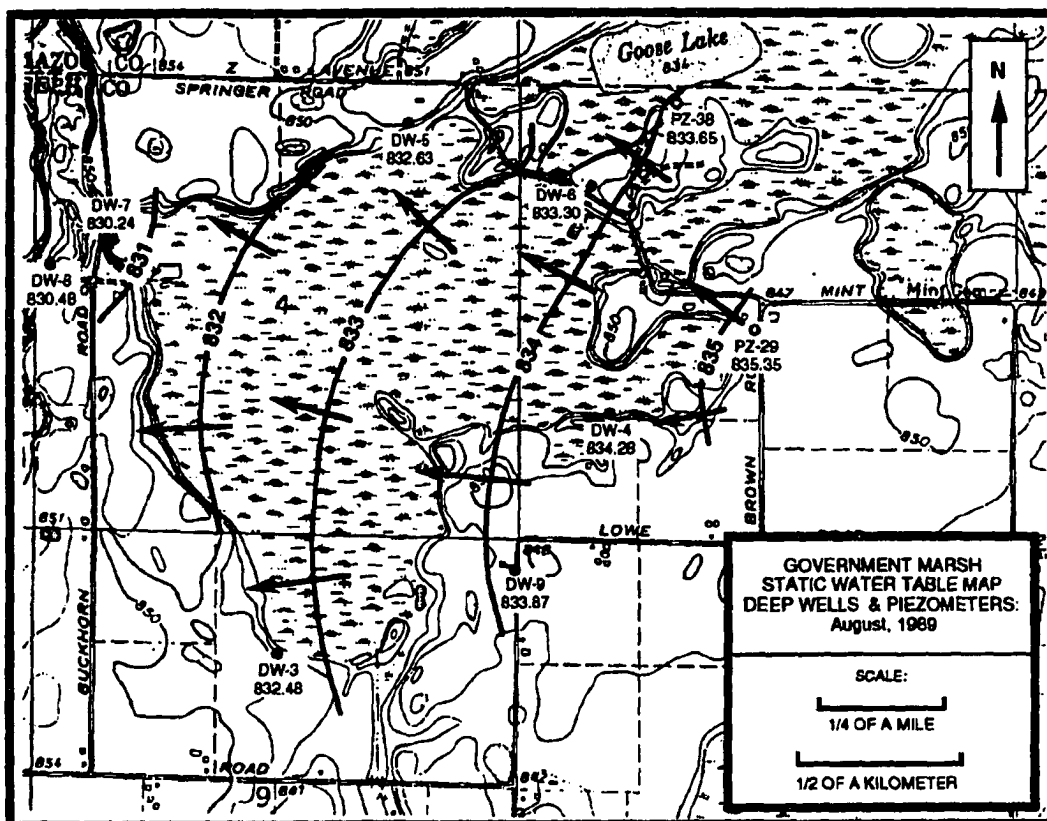 Goose Lake
834
N
854
Z
AVENUE
851
SPRINGER ROAD
850
DW-5
832.63
PZ-38
833.65
DW-7
830.24
DW-6
833.30
831
DW-8
830.48
4
832
833
834
835
850
847
MINT
849
PZ-29
835.35
DW-4
834.28
850
ROAD
BROWN
851
LOWE
848
DW-9
833.87
850
BUCKHORN
DW-3
832.48
854
ROAD
9
843
GOVERNMENT MARSH
STATIC WATER TABLE MAP
DEEP WELLS & PIEZOMETERS:
August, 1989
SCALE:
1/4 OF A MILE
1/2 OF A KILOMETER